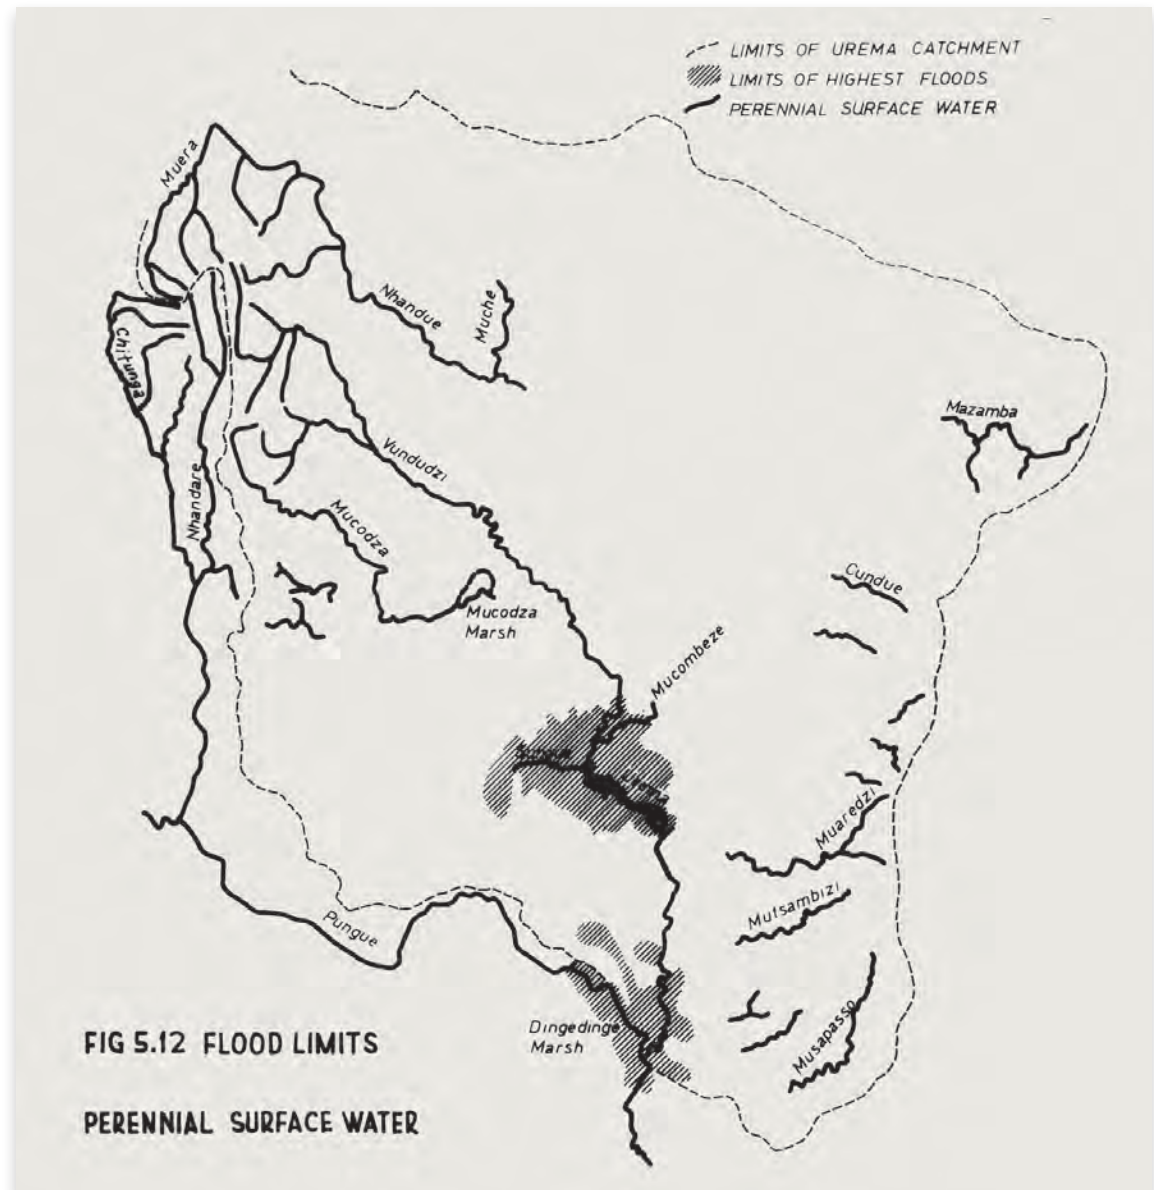 LIMITS OF UREMA CATCHMENT
LIMITS OF HIGHEST FLOODS
PERENNIAL SURFACE WATER
Muera
Nhandue
Muche
Chitunga
Mazamba
Vundudzi
Nhandare
Mucodza
Cundue
Mucodza
Marsh
Mucombeze
Urema
Muaredzi
Mutsambizi
Pungue
Dingedinge
Marsh
Musapasso
FIG 5.12 FLOOD LIMITS
PERENNIAL SURFACE WATER